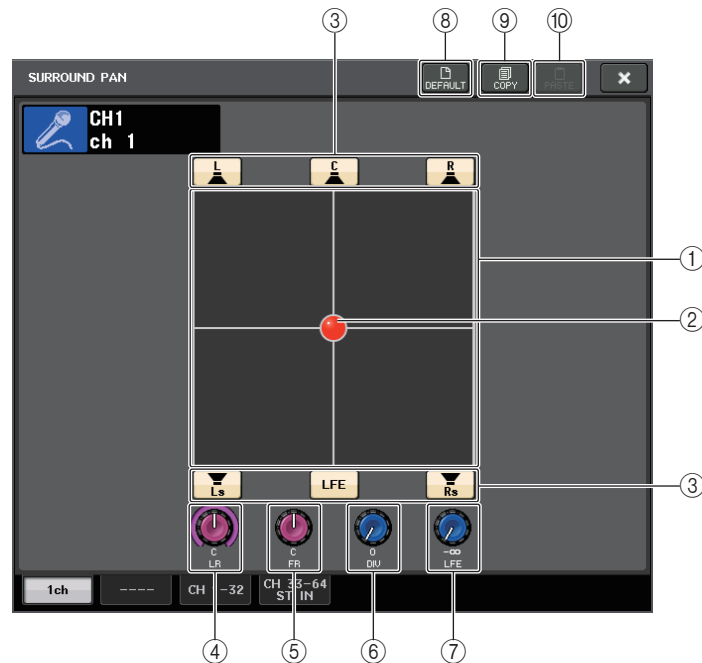 ③ ⑧ ⑨ ⑩
SURROUND PAN
DEFAULT
COPY
PASTE
CH1
ch 1
L C R
①
②
Ls LFE Rs
③
C
LR
C
FR
0
DIV
-∞
LFE
1ch
----
CH 1-32
CH 33-64
ST IN
④ ⑤ ⑥ ⑦